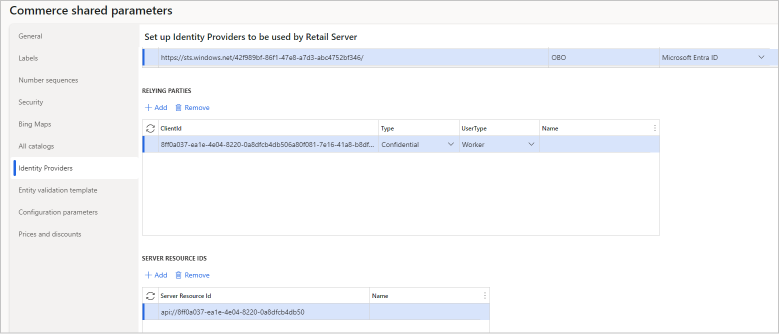 Commerce shared parameters
General
Labels
Number sequences
Security
Bing Maps
All catalogs
Identity Providers
Entity validation template
Configuration parameters
Prices and discounts
Set up Identity Providers to be used by Retail Server
https://sts.windows.net/42f989bf-86f1-47e8-a7d3-abc4752bf346/ OBO Microsoft Entra ID
RELYING PARTIES
Add Remove
ClientId Type UserType Name
8ff0a037-ea1e-4e04-8220-0a8dfcb4db506a80f081-7e16-41a8-b8df... Confidential Worker
SERVER RESOURCE IDS
Add Remove
Server Resource Id Name
api://8ff0a037-ea1e-4e04-8220-0a8dfcb4db50